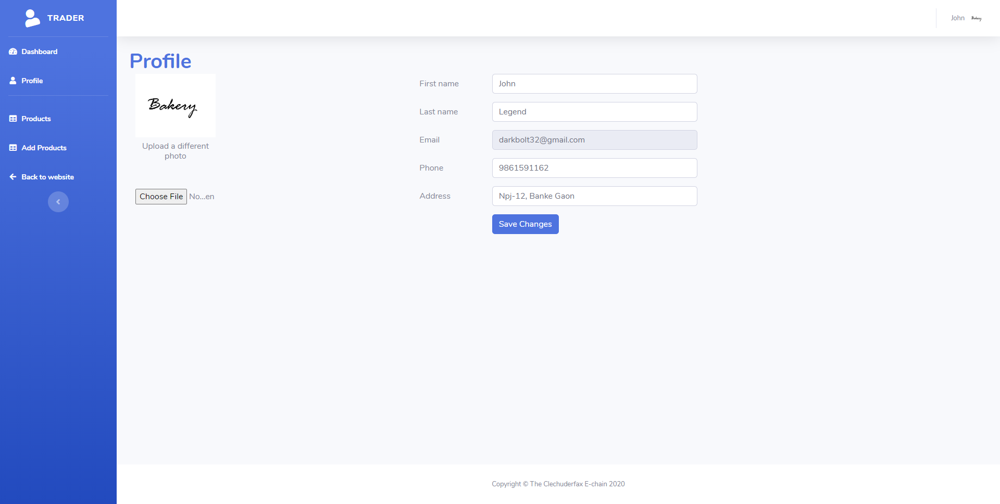 TRADER
John
Bakery
Dashboard
Profile
Products
Add Products
Back to website
Profile
Bakery
Upload a different
photo
Choose File No...en
First name John
Last name Legend
Email darkbolt32@gmail.com
Phone 9861591162
Address Npj-12, Banke Gaon
Save Changes
Copyright © The Clechuderfax E-chain 2020